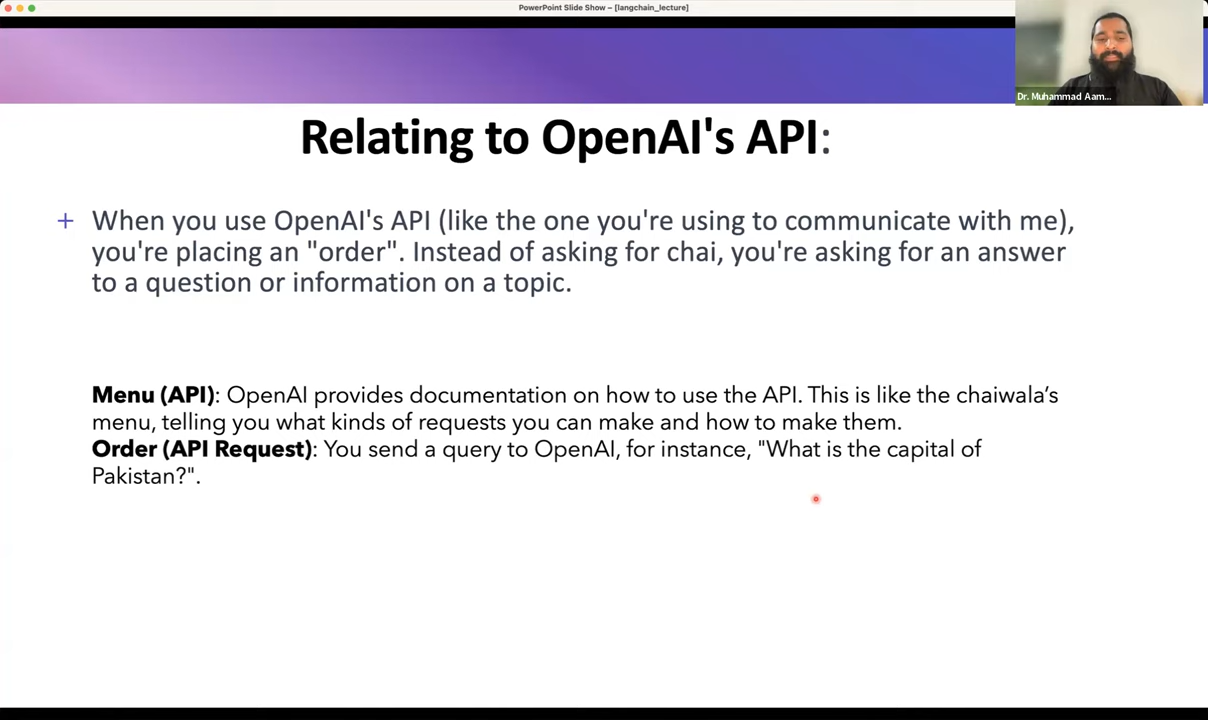 PowerPoint Slide Show – [langchain_lecture]
Dr. Muhammad Aam...
Relating to OpenAI's API:
+ When you use OpenAI's API (like the one you're using to communicate with me),
you're placing an "order". Instead of asking for chai, you're asking for an answer
to a question or information on a topic.
Menu (API): OpenAI provides documentation on how to use the API. This is like the chaiwala’s
menu, telling you what kinds of requests you can make and how to make them.
Order (API Request): You send a query to OpenAI, for instance, "What is the capital of
Pakistan?".